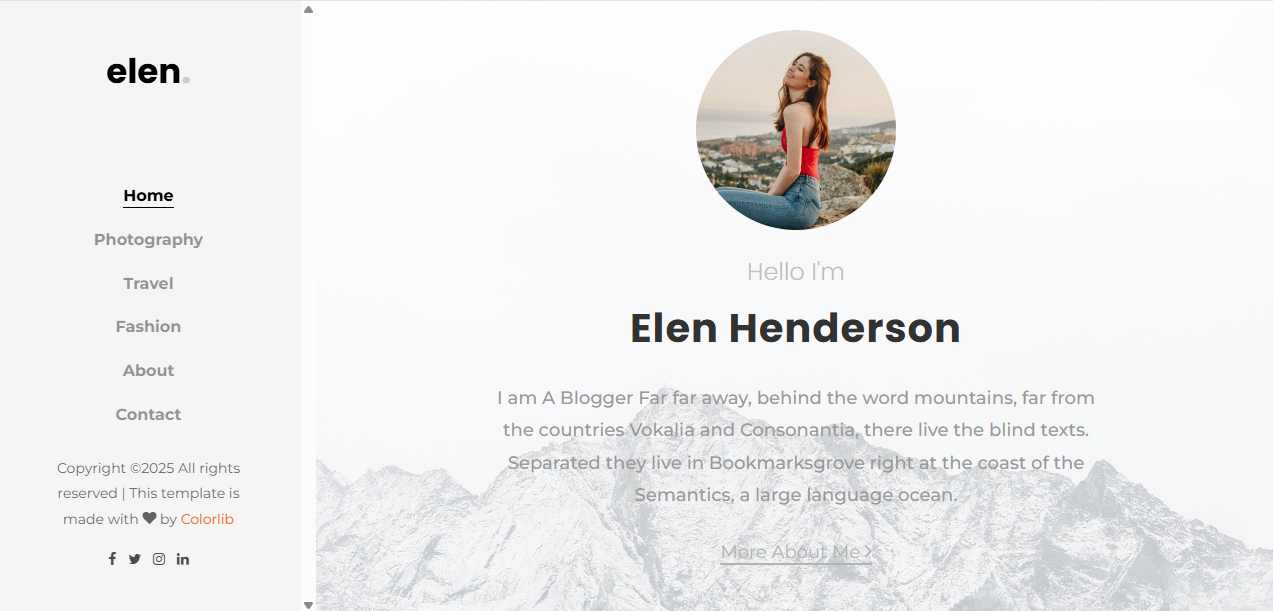 elen.
Home
Photography
Travel
Fashion
About
Contact
Copyright ©2025 All rights
reserved | This template is
made with ♥ by Colorlib
Hello I'm
Elen Henderson
I am A Blogger Far far away, behind the word mountains, far from
the countries Vokalia and Consonantia, there live the blind texts.
Separated they live in Bookmarksgrove right at the coast of the
Semantics, a large language ocean.
More About Me >